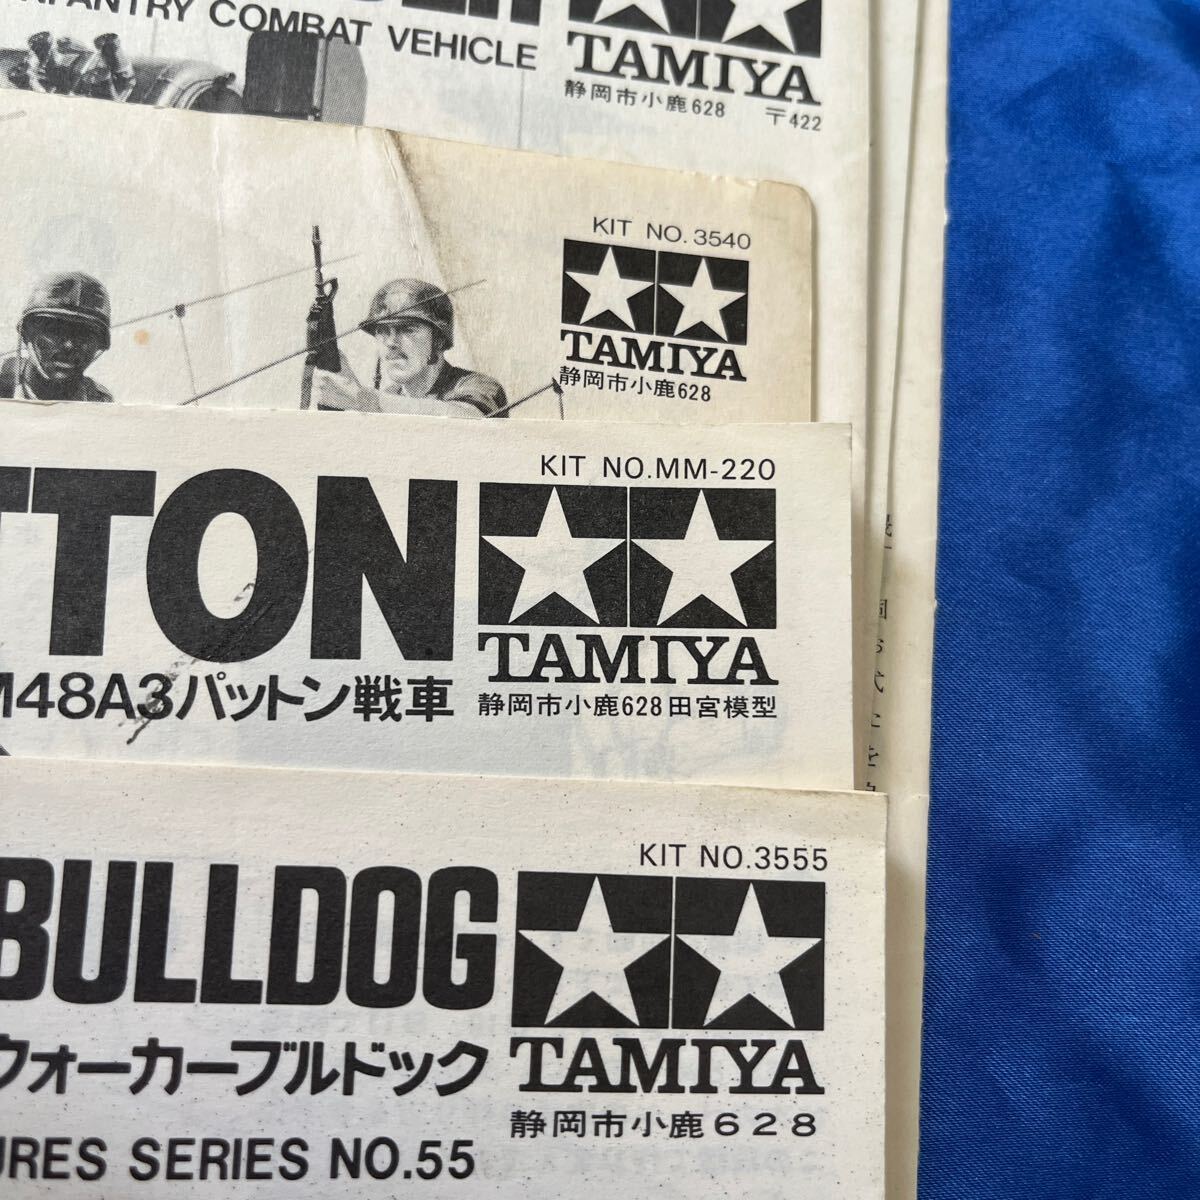 INFANTRY COMBAT VEHICLE
TAMIYA
静岡市小鹿628 〒422
KIT NO. 3540
TAMIYA
静岡市小鹿628
KIT NO.MM-220
TTON
TAMIYA
M48A3パットン戦車
静岡市小鹿628田宮模型
KIT NO.3555
BULLDOG
TAMIYA
ウォーカーブルドック
静岡市小鹿628
URES SERIES NO.55